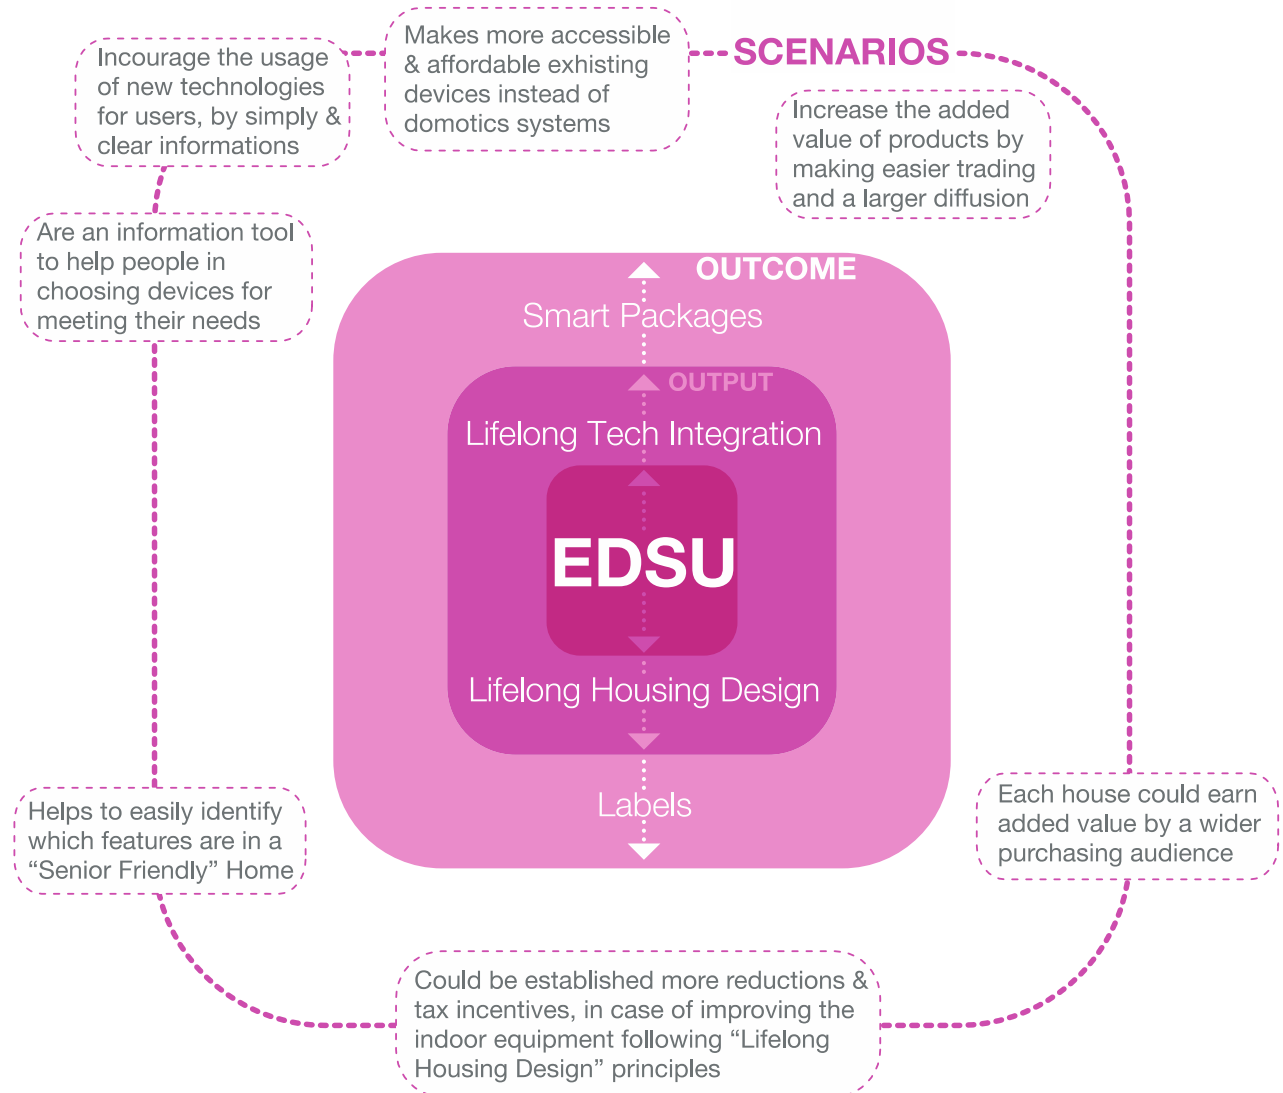 Makes more accessible
& affordable exhisting
devices instead of
domotics systems
SCENARIOS
Incourage the usage
of new technologies
for users, by simply &
clear informations
Increase the added
value of products by
making easier trading
and a larger diffusion
Are an information tool
to help people in
choosing devices for
meeting their needs
OUTCOME
Smart Packages
OUTPUT
Lifelong Tech Integration
EDSU
Lifelong Housing Design
Labels
Helps to easily identify
which features are in a
“Senior Friendly” Home
Each house could earn
added value by a wider
purchasing audience
Could be established more reductions &
tax incentives, in case of improving the
indoor equipment following “Lifelong
Housing Design” principles